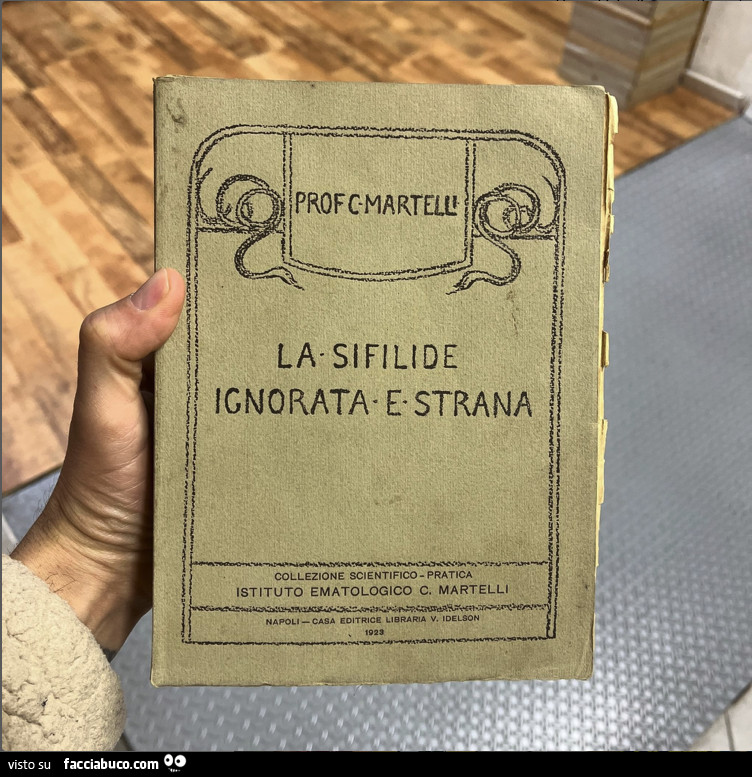 PROF C·MARTELLI
LA·SIFILIDE
IGNORATA·E·STRANA
COLLEZIONE SCIENTIFICO-PRATICA
ISTITUTO EMATOLOGICO C. MARTELLI
NAPOLI — CASA EDITRICE LIBRARIA V. IDELSON
1923
visto su facciabuco.com